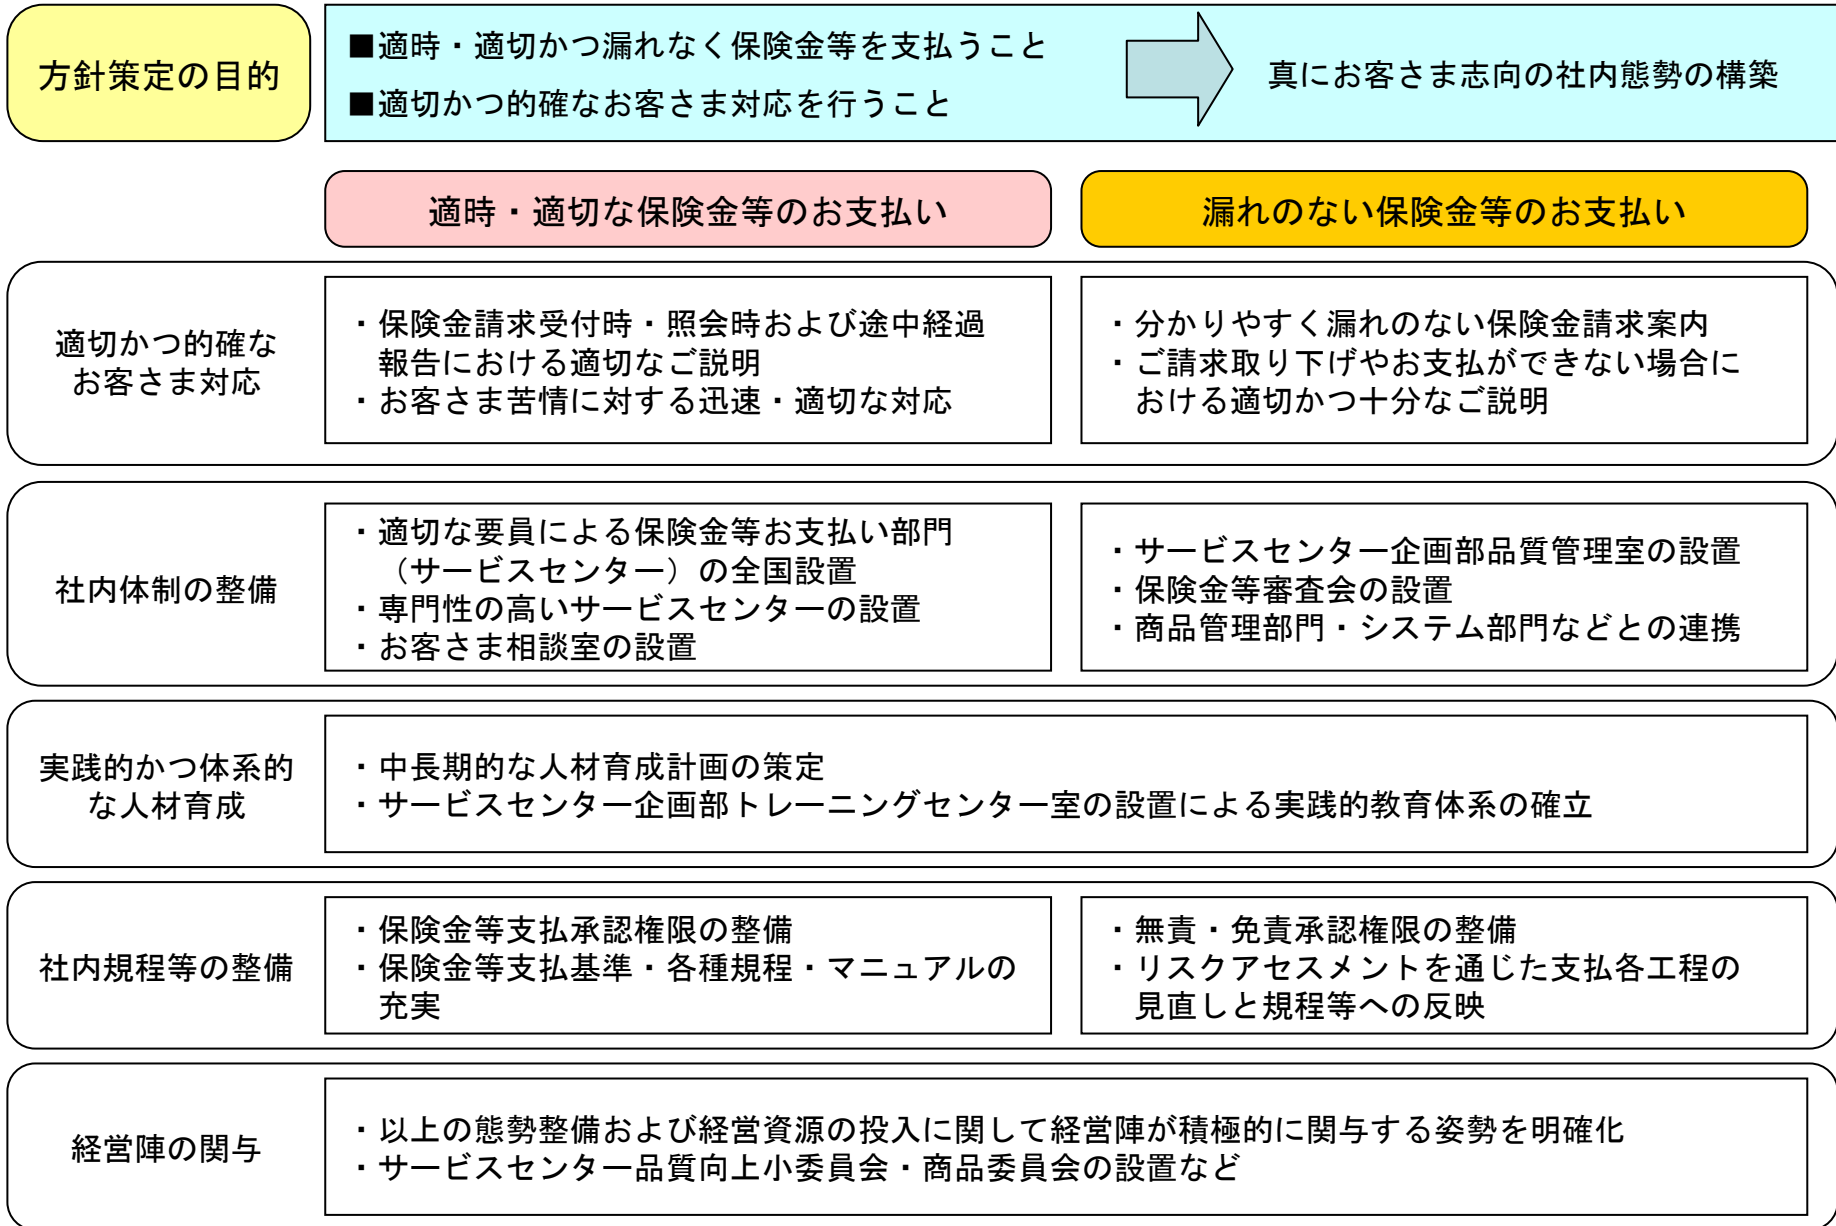 方針策定の目的
■適時・適切かつ漏れなく保険金等を支払うこと
■適切かつ的確なお客さま対応を行うこと
真にお客さま志向の社内態勢の構築
適時・適切な保険金等のお支払い
漏れのない保険金等のお支払い
適切かつ的確な
お客さま対応
・保険金請求受付時・照会時および途中経過
報告における適切なご説明
・お客さま苦情に対する迅速・適切な対応
・分かりやすく漏れのない保険金請求案内
・ご請求取り下げやお支払ができない場合に
おける適切かつ十分なご説明
社内体制の整備
・適切な要員による保険金等お支払い部門
（サービスセンター）の全国設置
・専門性の高いサービスセンターの設置
・お客さま相談室の設置
・サービスセンター企画部品質管理室の設置
・保険金等審査会の設置
・商品管理部門・システム部門などとの連携
実践的かつ体系的
な人材育成
・中長期的な人材育成計画の策定
・サービスセンター企画部トレーニングセンター室の設置による実践的教育体系の確立
社内規程等の整備
・保険金等支払承認権限の整備
・保険金等支払基準・各種規程・マニュアルの
充実
・無責・免責承認権限の整備
・リスクアセスメントを通じた支払各工程の
見直しと規程等への反映
経営陣の関与
・以上の態勢整備および経営資源の投入に関して経営陣が積極的に関与する姿勢を明確化
・サービスセンター品質向上小委員会・商品委員会の設置など